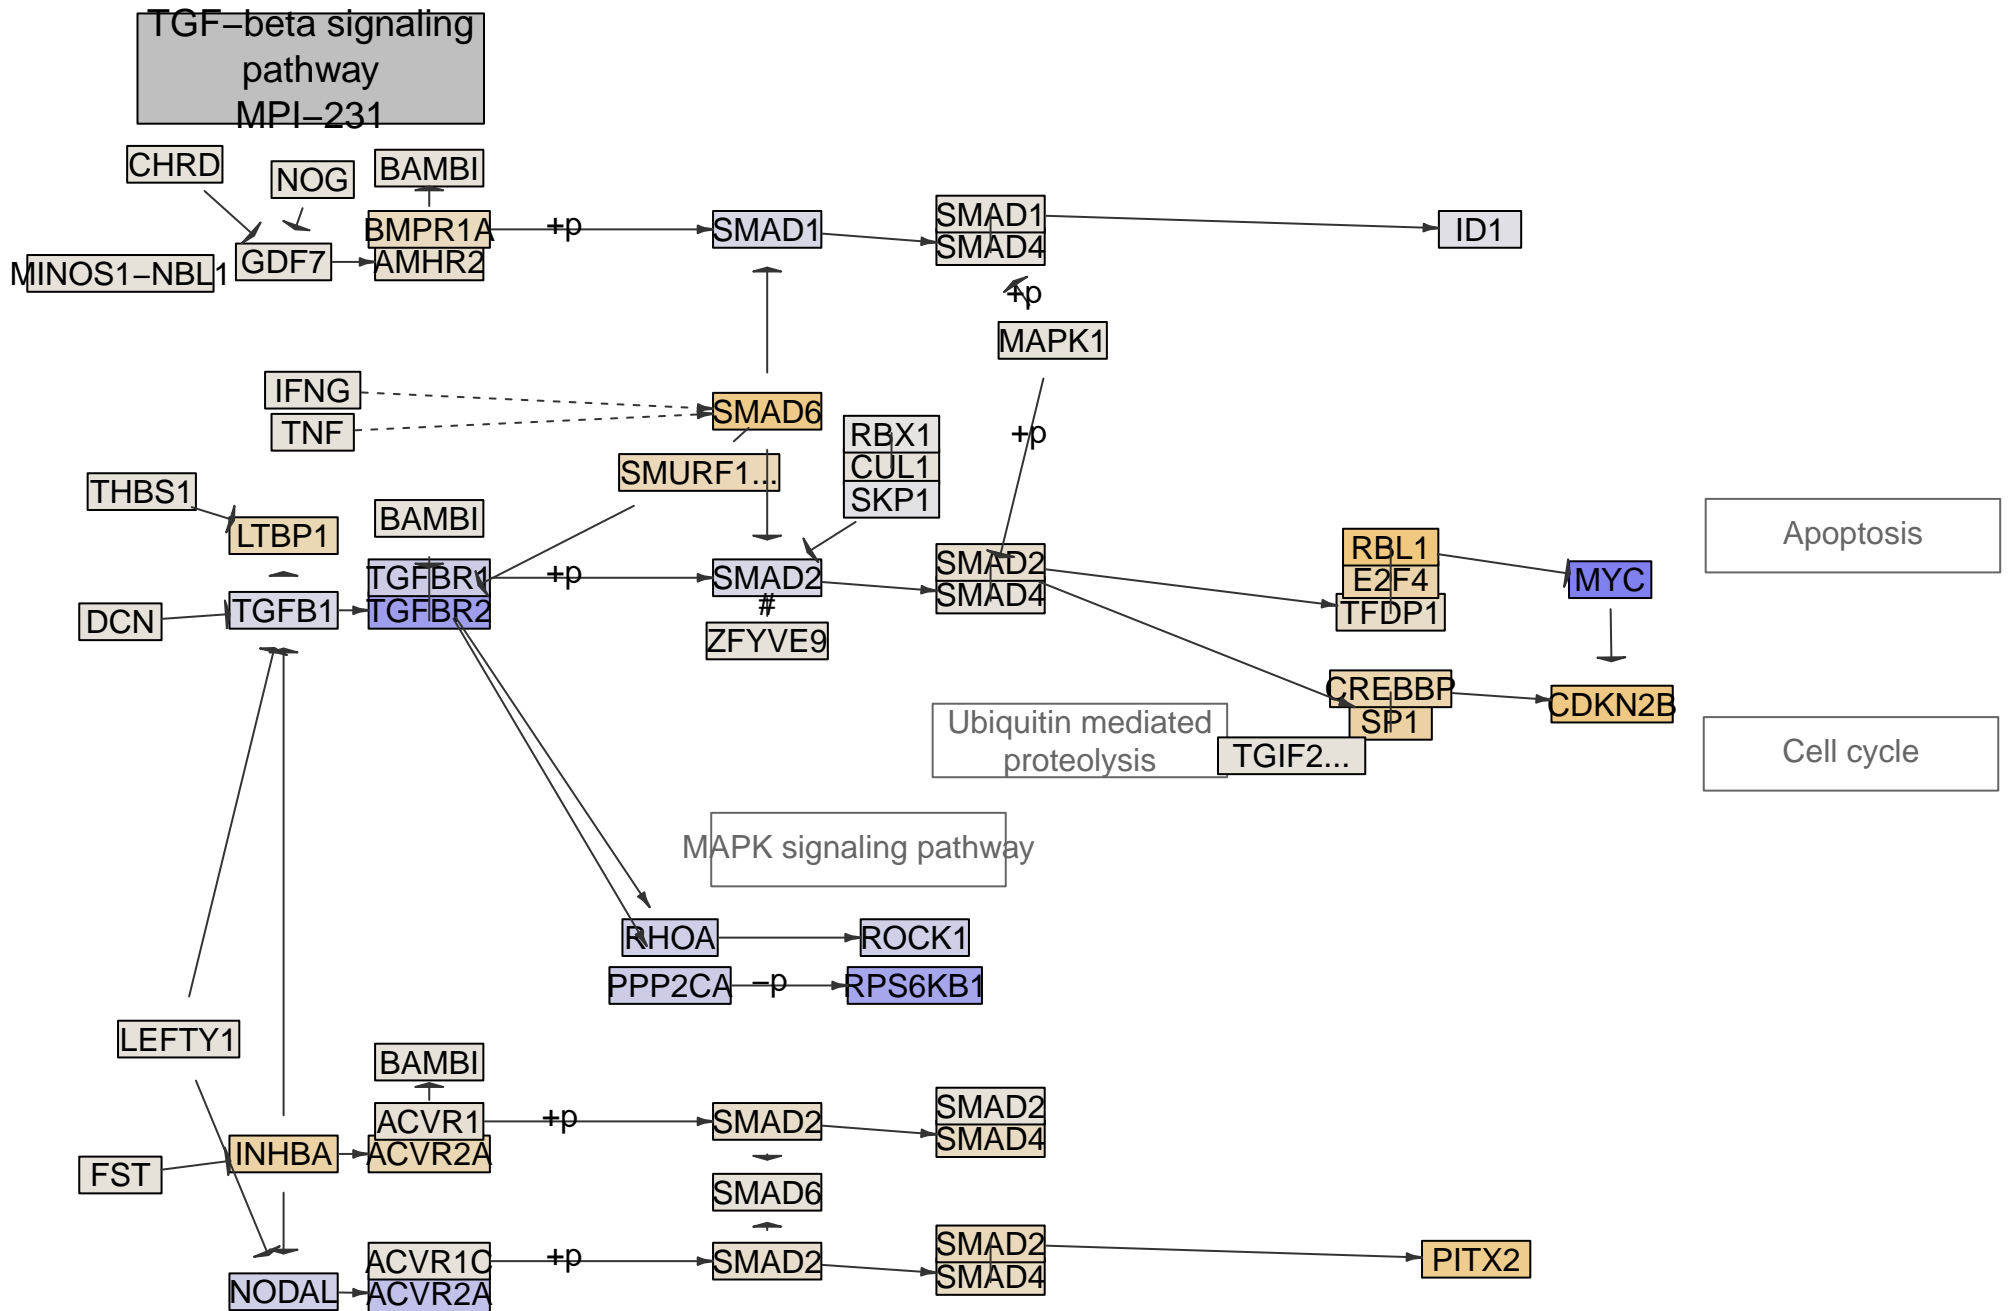 TGF−beta signaling
pathway
MPI−231
CHRD
NOG
BAMBI
BMPR1A
+p
SMAD1
SMAD1
SMAD4
ID1
MINOS1−NBL1
GDF7
AMHR2
+p
MAPK1
IFNG
TNF
SMAD6
+p
RBX1
CUL1
SKP1
SMURF1...
THBS1
LTBP1
BAMBI
TGFBR1
TGFBR2
+p
SMAD2
#
ZFYVE9
SMAD2
SMAD4
RBL1
E2F4
TFDP1
MYC
Apoptosis
DCN
TGFB1
CREBBP
SP1
CDKN2B
Ubiquitin mediated
proteolysis
TGIF2...
Cell cycle
MAPK signaling pathway
RHOA
ROCK1
PPP2CA
−p
RPS6KB1
LEFTY1
BAMBI
ACVR1
+p
SMAD2
SMAD2
SMAD4
INHBA
ACVR2A
FST
SMAD6
ACVR1C
+p
SMAD2
SMAD2
SMAD4
PITX2
NODAL
ACVR2A